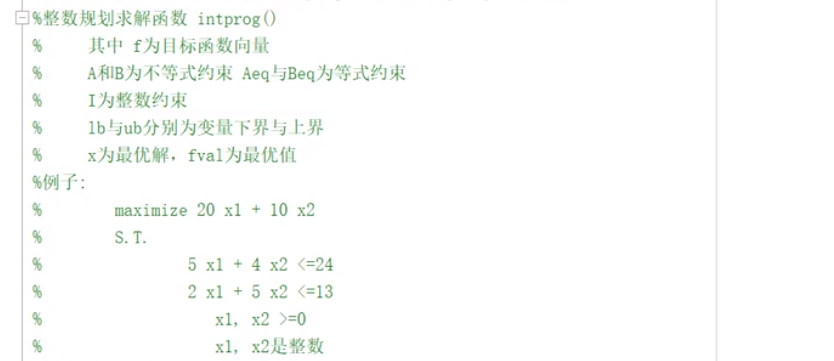 %整数规划求解函数 intprog()
%     其中 f为目标函数向量
%     A和B为不等式约束 Aeq与Beq为等式约束
%     I为整数约束
%     lb与ub分别为变量下界与上界
%     x为最优解，fval为最优值
%例子:
%        maximize 20 x1 + 10 x2
%        S.T.
%                5 x1 + 4 x2 <=24
%                2 x1 + 5 x2 <=13
%                   x1, x2 >=0
%                   x1, x2是整数